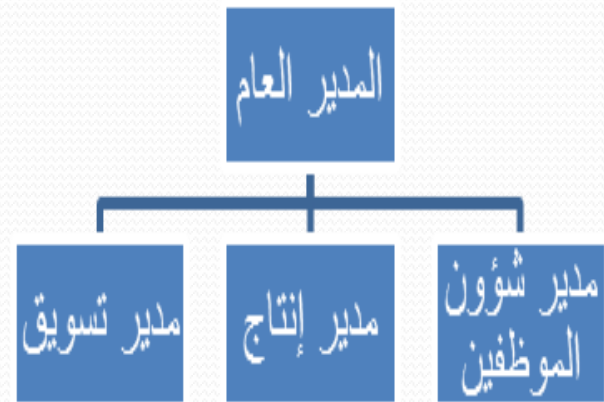 المدير العام
مدير شؤون
الموظفين
مدير إنتاج
مدير تسويق